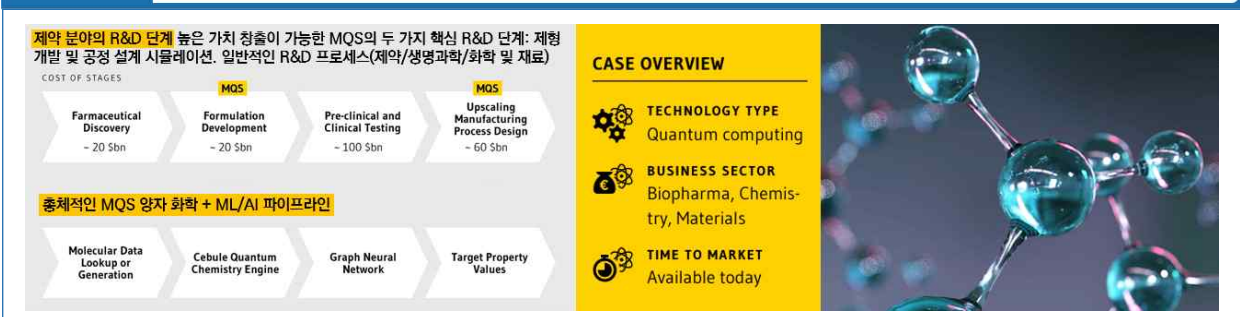 제약 분야의 R&D 단계 높은 가치 창출이 가능한 MQS의 두 가지 핵심 R&D 단계: 제형
개발 및 공정 설계 시뮬레이션. 일반적인 R&D 프로세스(제약/생명과학/화학 및 재료)
COST OF STAGES
MQS
MQS
Farmaceutical
Discovery
~ 20 $bn
Formulation
Development
~ 20 $bn
Pre-clinical and
Clinical Testing
~ 100 $bn
Upscaling
Manufacturing
Process Design
~ 60 $bn
총체적인 MQS 양자 화학 + ML/AI 파이프라인
Molecular Data
Lookup or
Generation
Cebule Quantum
Chemistry Engine
Graph Neural
Network
Target Property
Values
CASE OVERVIEW
TECHNOLOGY TYPE
Quantum computing
BUSINESS SECTOR
Biopharma, Chemis-
try, Materials
TIME TO MARKET
Available today